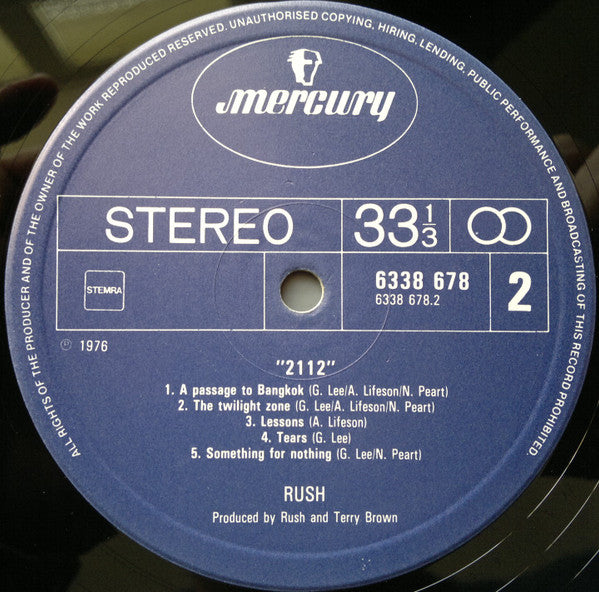 ALL RIGHTS OF THE PRODUCER AND OF THE OWNER OF THE WORK REPRODUCED RESERVED. UNAUTHORISED COPYING, HIRING, LENDING, PUBLIC PERFORMANCE AND BROADCASTING OF THIS RECORD PROHIBITED.
mercury
STEREO 33 1/3
STEMRA
6338 678
6338 678.2
2
℗ 1976
"2112"
1. A passage to Bangkok (G. Lee/A. Lifeson/N. Peart)
2. The twilight zone (G. Lee/A. Lifeson/N. Peart)
3. Lessons (A. Lifeson)
4. Tears (G. Lee)
5. Something for nothing (G. Lee/N. Peart)
RUSH
Produced by Rush and Terry Brown